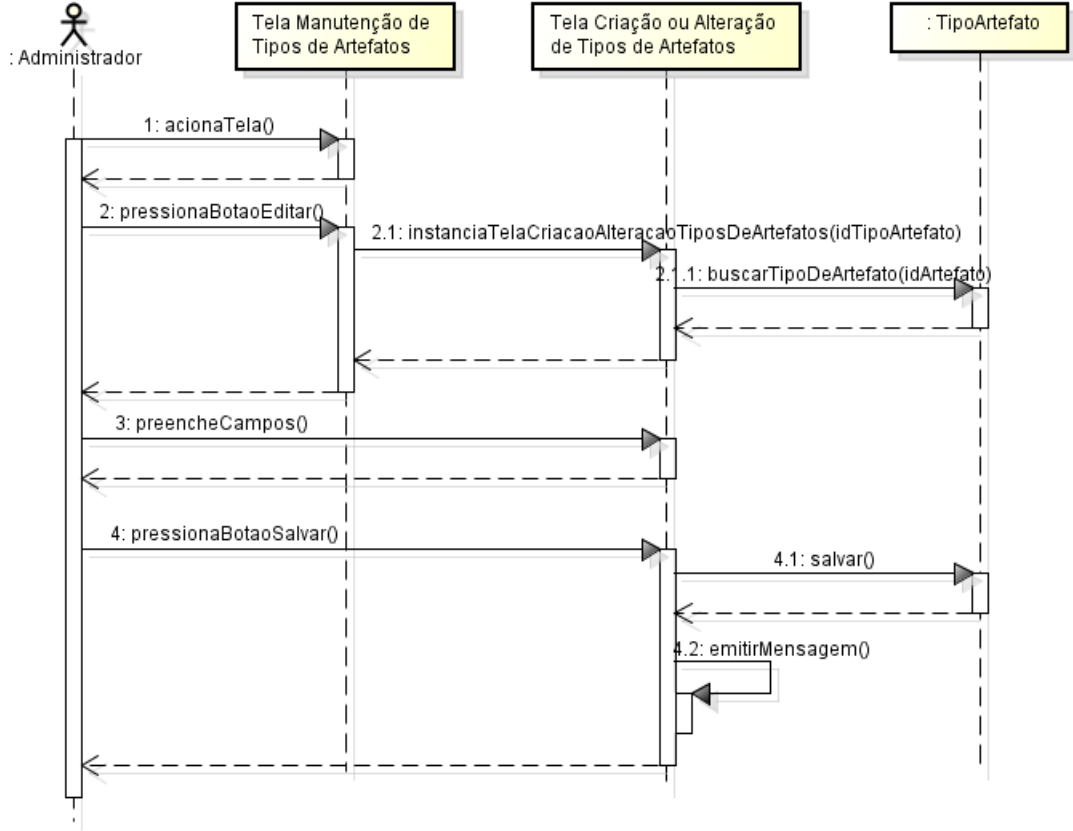 : Administrador
Tela Manutenção de
Tipos de Artefatos
Tela Criação ou Alteração
de Tipos de Artefatos
: TipoArtefato
1: acionaTela()
2: pressionaBotaoEditar()
2.1: instanciaTelaCriacaoAlteracaoTiposDeArtefatos(idTipoArtefato)
2.1.1: buscarTipoDeArtefato(idArtefato)
3: preencheCampos()
4: pressionaBotaoSalvar()
4.1: salvar()
4.2: emitirMensagem()